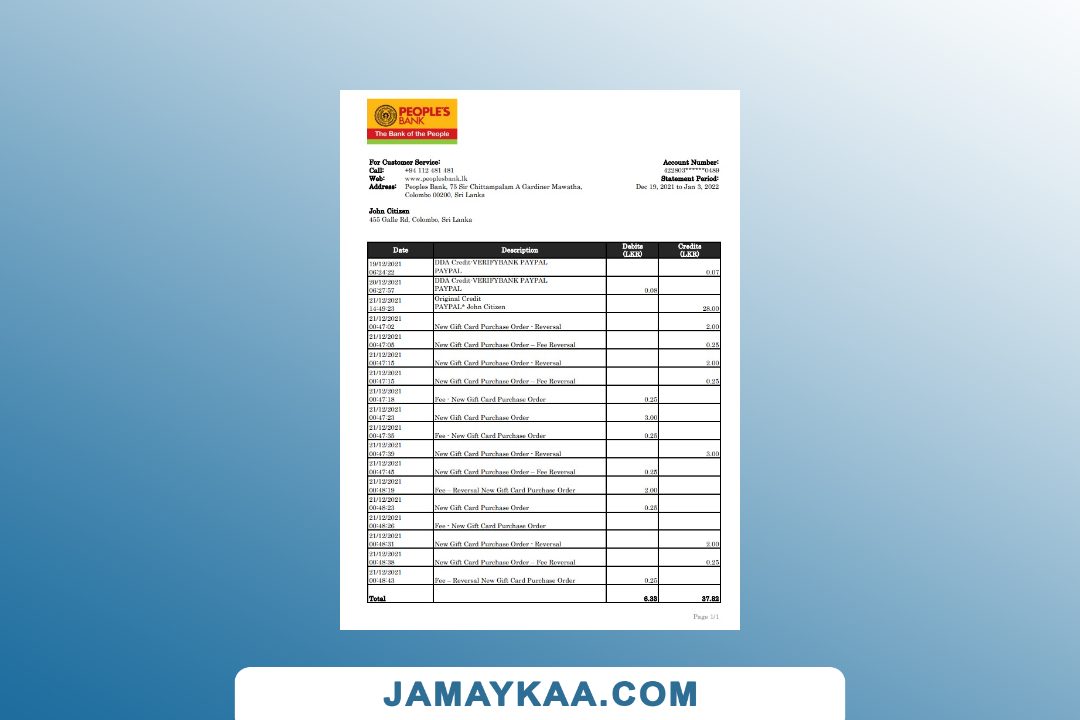 PEOPLE'S
BANK
The Bank of the People
For Customer Service:
Call: +94 112 481 481
Web: www.peoplesbank.lk
Address: Peoples Bank, 75 Sir Chittampalam A Gardiner Mawatha,
Colombo 00200, Sri Lanka
Account Number:
422803******0489
Statement Period:
Dec 19, 2021 to Jan 3, 2022
John Citizen
455 Galle Rd, Colombo, Sri Lanka
Date Description Debits (LKR) Credits (LKR)
19/12/2021 DDA Credit-VERIFYBANK PAYPAL
06:24:22 PAYPAL 0.07
20/12/2021 DDA Credit-VERIFYBANK PAYPAL
06:27:57 PAYPAL 0.08
21/12/2021 Original Credit
14:49:23 PAYPAL* John Citizen 28.00
21/12/2021
00:47:02 New Gift Card Purchase Order - Reversal 2.00
21/12/2021
00:47:05 New Gift Card Purchase Order – Fee Reversal 0.25
21/12/2021
00:47:15 New Gift Card Purchase Order - Reversal 2.00
21/12/2021
00:47:15 New Gift Card Purchase Order – Fee Reversal 0.25
21/12/2021
00:47:18 Fee - New Gift Card Purchase Order 0.25
21/12/2021
00:47:23 New Gift Card Purchase Order 3.00
21/12/2021
00:47:35 Fee - New Gift Card Purchase Order 0.25
21/12/2021
00:47:39 New Gift Card Purchase Order - Reversal 3.00
21/12/2021
00:47:45 New Gift Card Purchase Order – Fee Reversal 0.25
21/12/2021
00:48:19 Fee – Reversal New Gift Card Purchase Order 2.00
21/12/2021
00:48:23 New Gift Card Purchase Order 0.25
21/12/2021
00:48:26 Fee - New Gift Card Purchase Order
21/12/2021
00:48:31 New Gift Card Purchase Order - Reversal 2.00
21/12/2021
00:48:38 New Gift Card Purchase Order – Fee Reversal 0.25
21/12/2021
00:48:43 Fee – Reversal New Gift Card Purchase Order 0.25
Total 6.33 37.82
Page 1/1
JAMAYKAA.COM